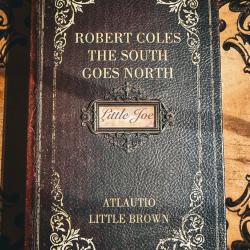 ROBERT COLES
THE SOUTH
GOES NORTH
Little Joe
ATLAUTIO
LITTLE BROWN